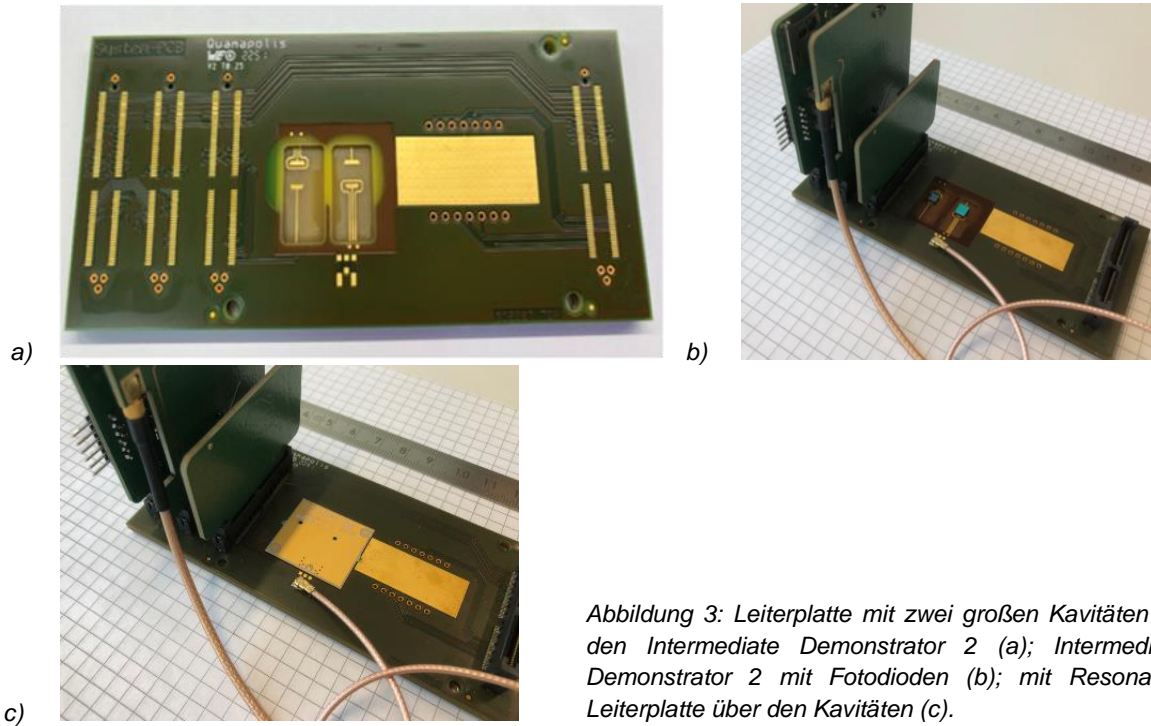 System-PCB
Quamapolis
a)
b)
c)
Abbildung 3: Leiterplatte mit zwei großen Kavitäten
den Intermediate Demonstrator 2 (a); Intermedi
Demonstrator 2 mit Fotodioden (b); mit Resona
Leiterplatte über den Kavitäten (c).